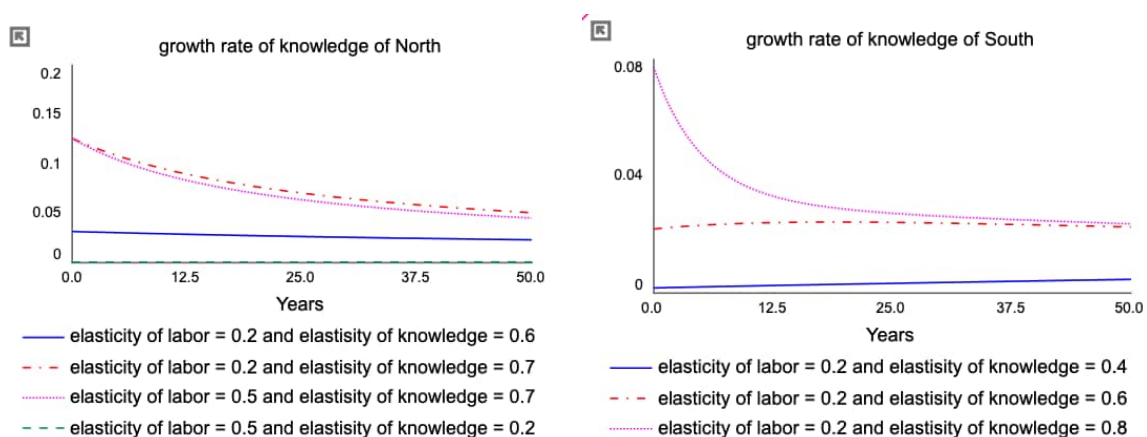 growth rate of knowledge of North
0.2
0.15
0.1
0.05
0
0.0 12.5 25.0 37.5 50.0
Years
elasticity of labor = 0.2 and elastisity of knowledge = 0.6
elasticity of labor = 0.2 and elastisity of knowledge = 0.7
elasticity of labor = 0.5 and elastisity of knowledge = 0.7
elasticity of labor = 0.5 and elastisity of knowledge = 0.2
growth rate of knowledge of South
0.08
0.04
0
0.0 12.5 25.0 37.5 50.0
Years
elasticity of labor = 0.2 and elastisity of knowledge = 0.4
elasticity of labor = 0.2 and elastisity of knowledge = 0.6
elasticity of labor = 0.2 and elastisity of knowledge = 0.8